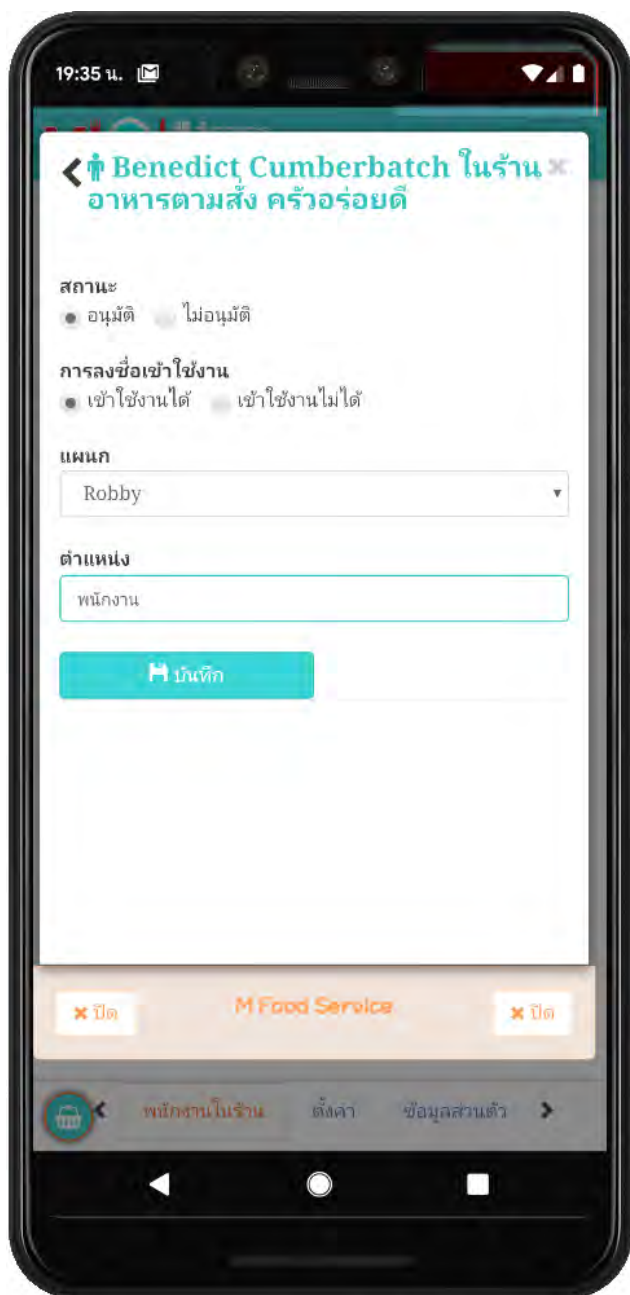 19:35 น.
Benedict Cumberbatch ในร้าน
อาหารตามสั่ง ครัวอร่อยดี
สถานะ
อนุมัติ ไม่อนุมัติ
การลงชื่อเข้าใช้งาน
เข้าใช้งานได้ เข้าใช้งานไม่ได้
แผนก
Robby
ตำแหน่ง
พนักงาน
บันทึก
ปิด M Food Service ปิด
พนักงานในร้าน ตั้งค่า ข้อมูลส่วนตัว